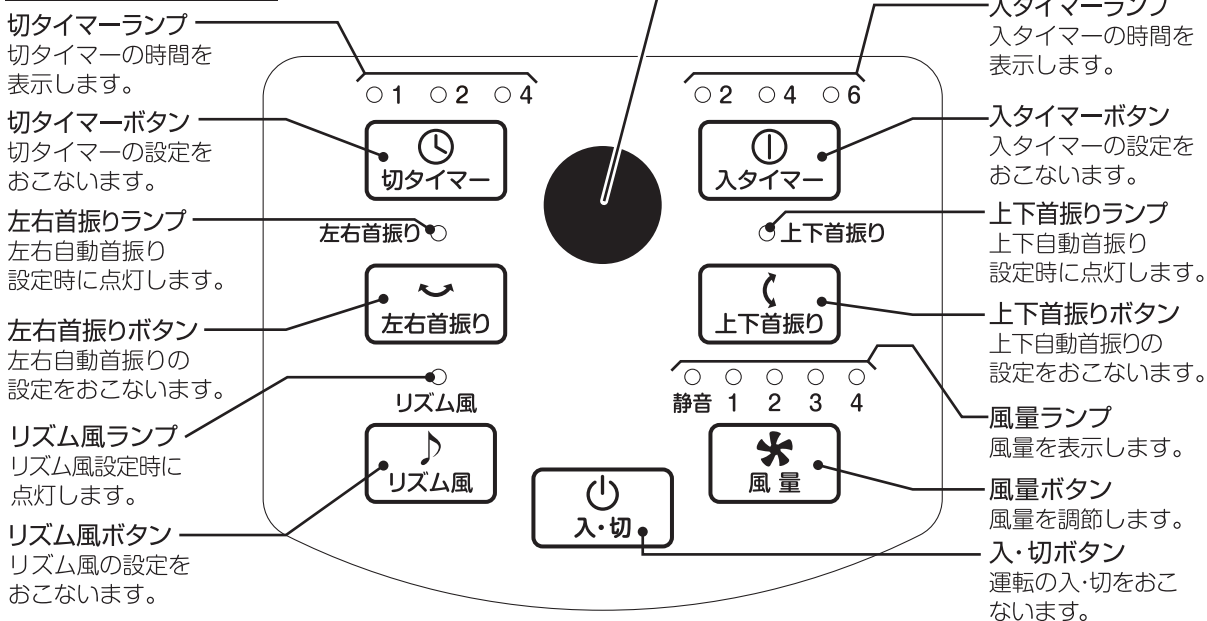 切タイマーランプ
切タイマーの時間を
表示します。
切タイマーボタン
切タイマーの設定を
おこないます。
左右首振りランプ
左右自動首振り
設定時に点灯します。
左右首振りボタン
左右自動首振りの
設定をおこないます。
リズム風ランプ
リズム風設定時に
点灯します。
リズム風ボタン
リズム風の設定を
おこないます。
1 2 4
切タイマー
左右首振り
左右首振り
リズム風
リズム風
入・切
2 4 6
入タイマー
上下首振り
上下首振り
静音 1 2 3 4
風量
入タイマーランプ
入タイマーの時間を
表示します。
入タイマーボタン
入タイマーの設定を
おこないます。
上下首振りランプ
上下自動首振り
設定時に点灯します。
上下首振りボタン
上下自動首振りの
設定をおこないます。
風量ランプ
風量を表示します。
風量ボタン
風量を調節します。
入・切ボタン
運転の入・切をおこ
ないます。